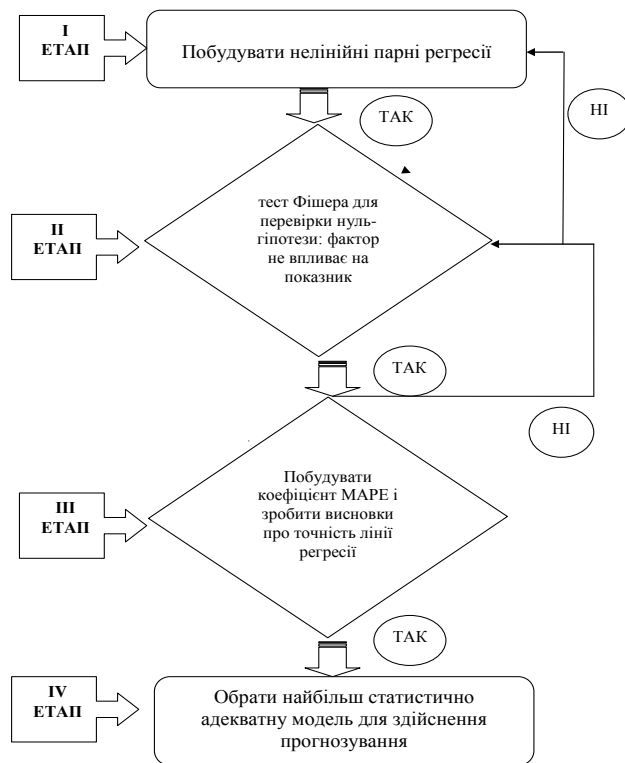 I
ЕТАП
Побудувати нелінійні парні регресії
ТАК
НІ
тест Фішера для
перевірки нуль-
гіпотези: фактор
не впливає на
показник
II
ЕТАП
ТАК
НІ
Побудувати
коефіцієнт МАРЕ і
зробити висновки
про точність лінії
регресії
III
ЕТАП
ТАК
IV
ЕТАП
Обрати найбільш статистично
адекватну модель для здійснення
прогнозування